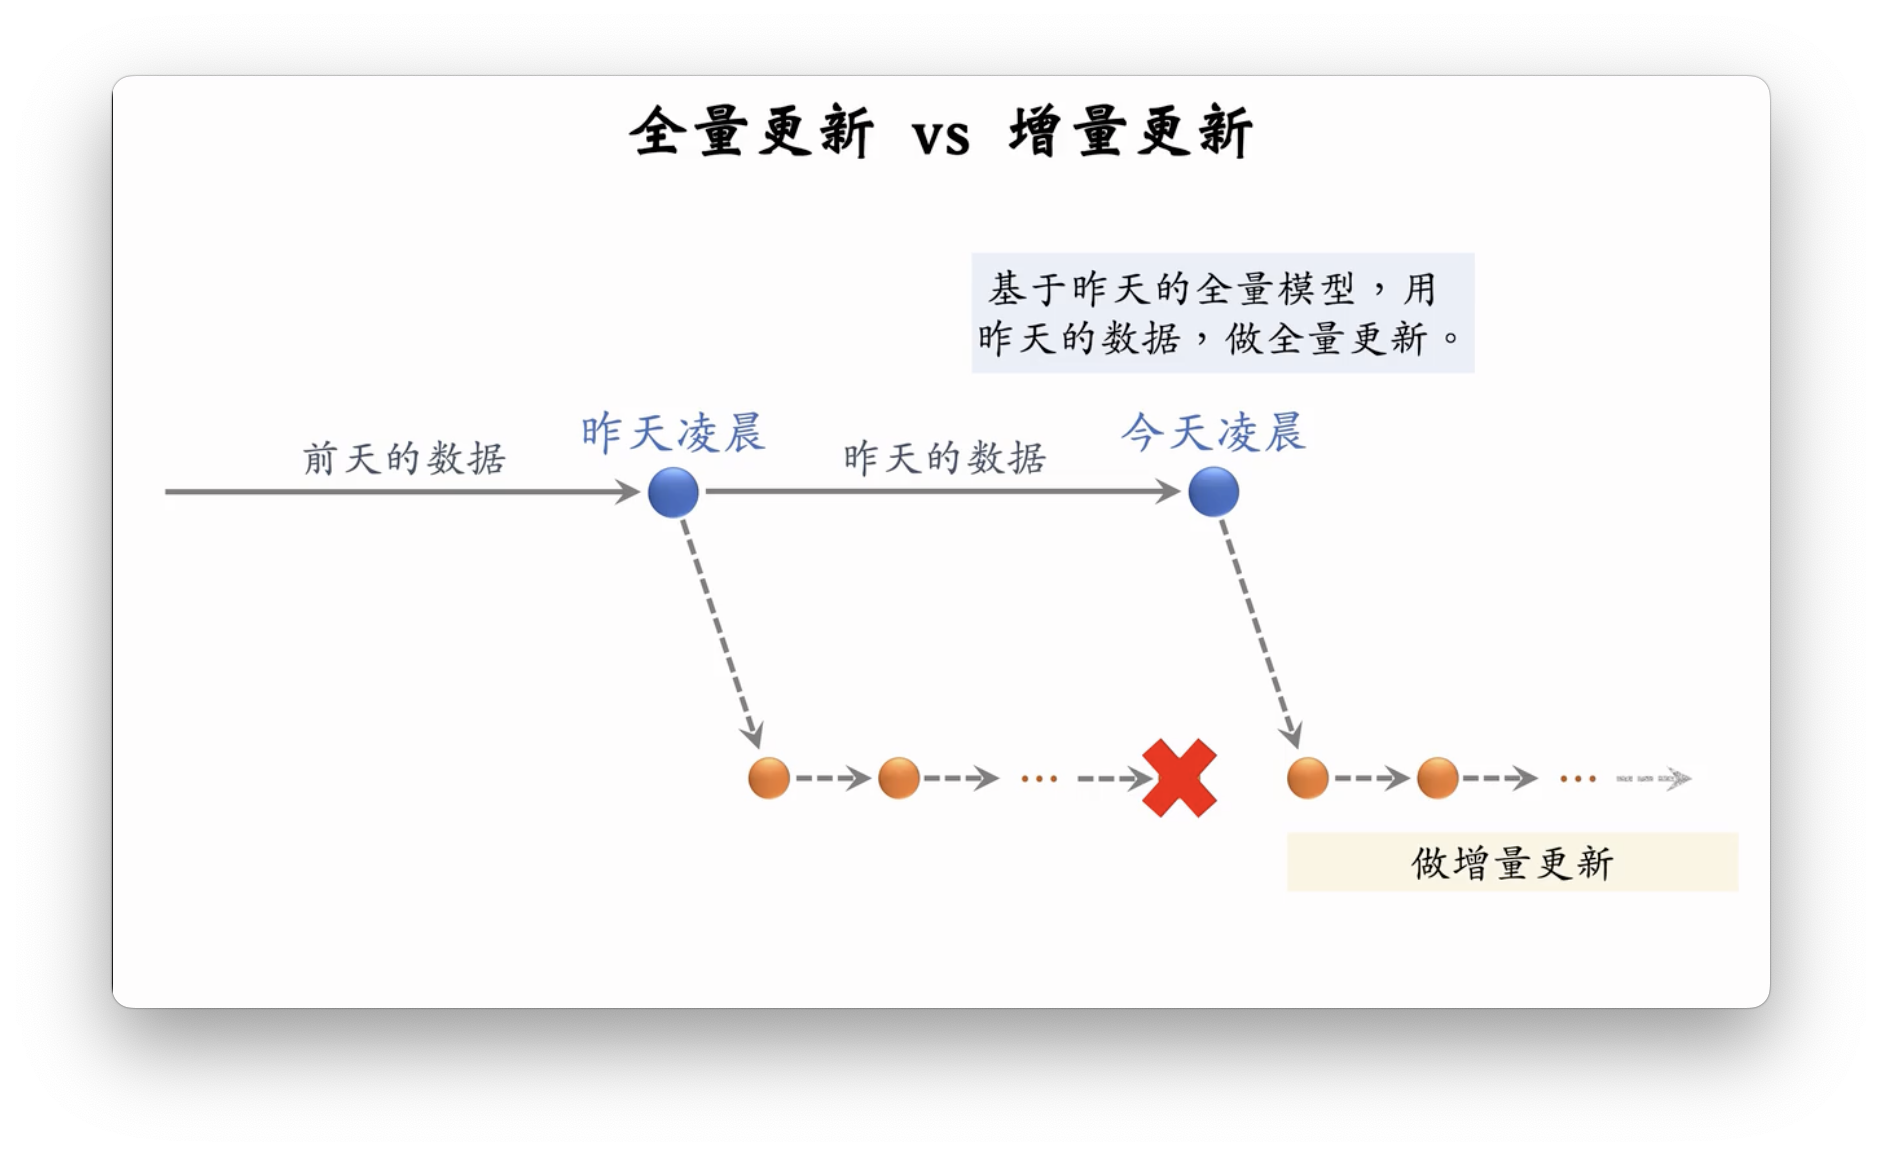 全量更新 vs 增量更新
基于昨天的全量模型，用
昨天的数据，做全量更新。
前天的数据
昨天凌晨
昨天的数据
今天凌晨
...
...
做增量更新